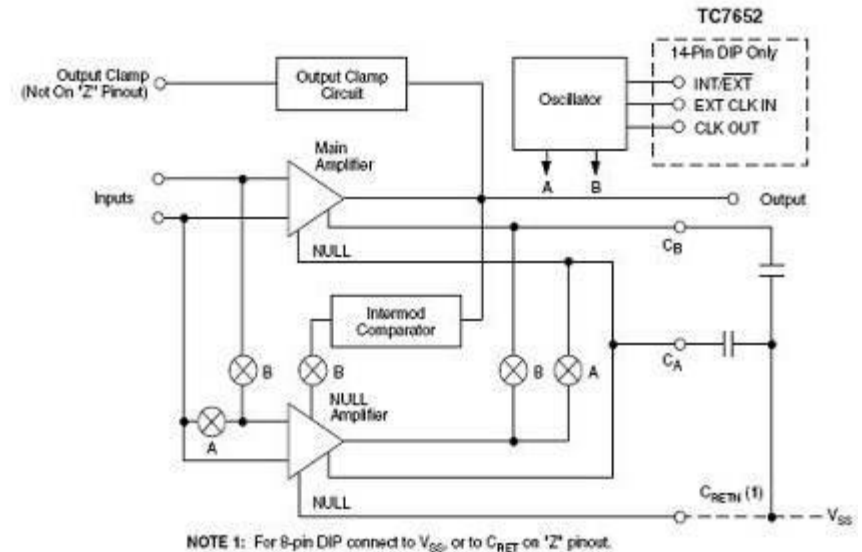 TC7652
14-Pin DIP Only
Output Clamp
(Not On "Z" Pinout)
Output Clamp
Circuit
Oscillator
INT/EXT
EXT CLK IN
CLK OUT
Main
Amplifier
A
B
Inputs
Output
NULL
CB
Intermod
Comparator
B
B
B
A
CA
NULL
Amplifier
A
NULL
CRETN (1)
VSS
NOTE 1: For 8-pin DIP connect to VSS, or to CRET on "Z" pinout.